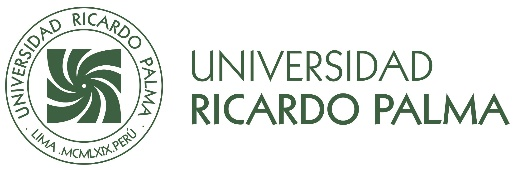 UNIVERSIDAD RICARDO PALMA
. LIMA .MCMLXIX.PERÚ .
UNIVERSIDAD
RICARDO PALMA